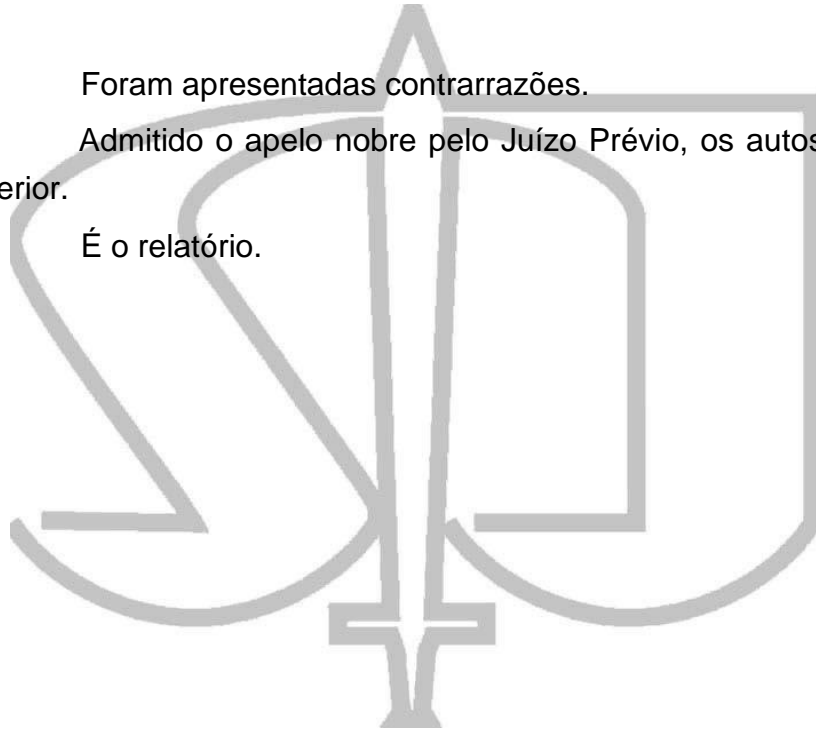 Foram apresentadas contrarrazões.
Admitido o apelo nobre pelo Juízo Prévio, os autos
erior.
É o relatório.